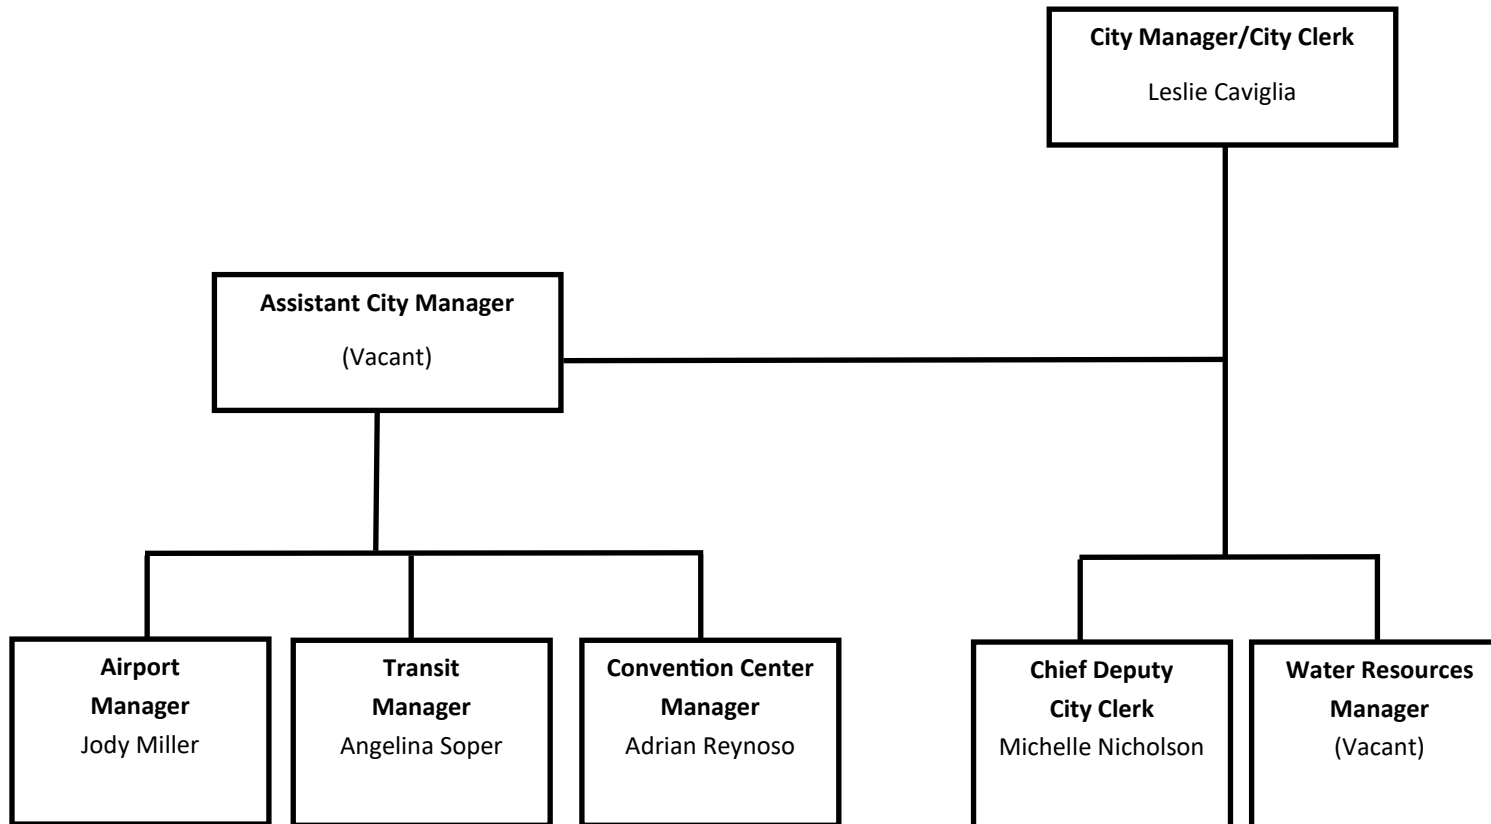 City Manager/City Clerk
Leslie Caviglia
Assistant City Manager
(Vacant)
Airport
Manager
Jody Miller
Transit
Manager
Angelina Soper
Convention Center
Manager
Adrian Reynoso
Chief Deputy
City Clerk
Michelle Nicholson
Water Resources
Manager
(Vacant)